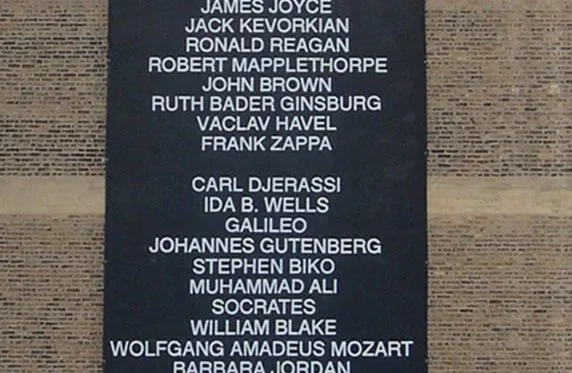 JAMES JOYCE
JACK KEVORKIAN
RONALD REAGAN
ROBERT MAPPLETHORPE
JOHN BROWN
RUTH BADER GINSBURG
VACLAV HAVEL
FRANK ZAPPA
CARL DJERASSI
IDA B. WELLS
GALILEO
JOHANNES GUTENBERG
STEPHEN BIKO
MUHAMMAD ALI
SOCRATES
WILLIAM BLAKE
WOLFGANG AMADEUS MOZART
BARBARA JORDAN